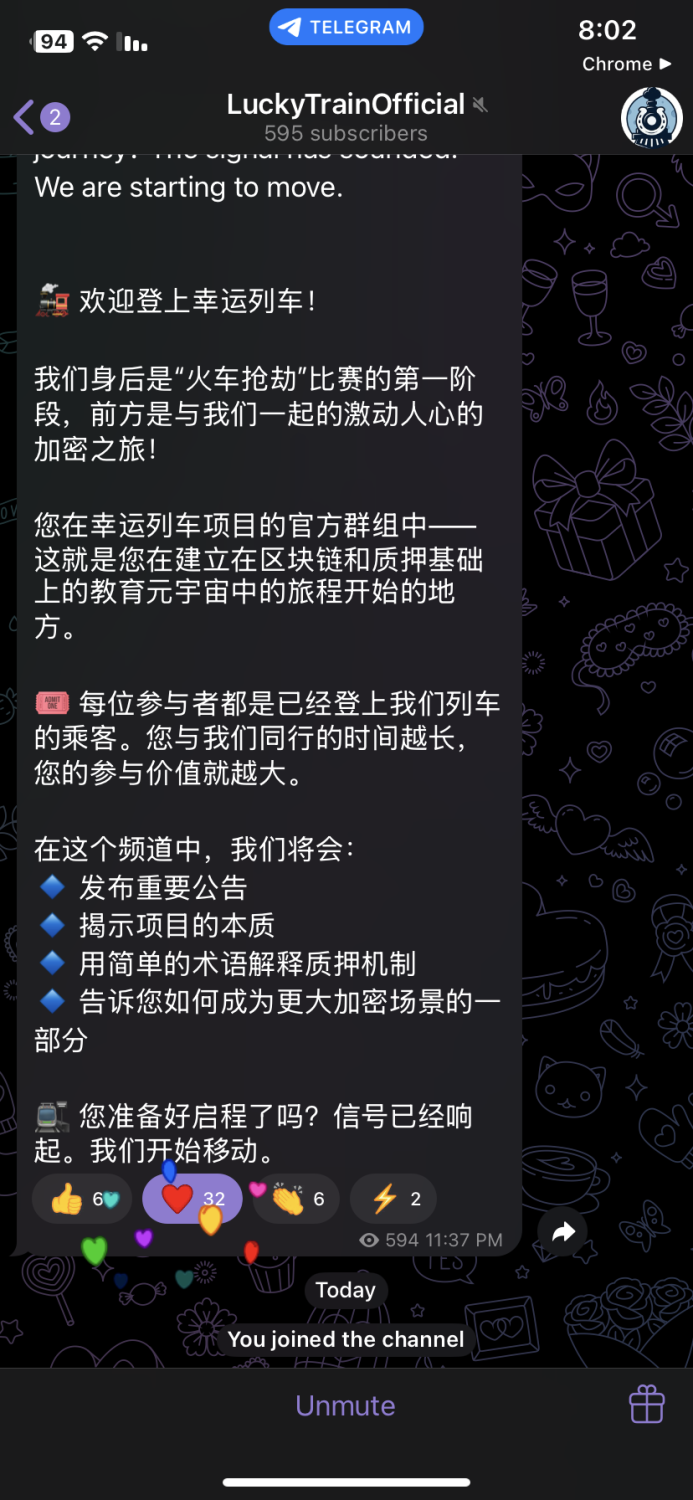 94
TELEGRAM
8:02
Chrome
2
LuckyTrainOfficial
595 subscribers
journey? The signal has sounded.
We are starting to move.
🚂 欢迎登上幸运列车！
我们身后是“火车抢劫”比赛的第一阶
段，前方是与我们一起的激动人心的
加密之旅！
您在幸运列车项目的官方群组中——
这就是您在建立在区块链和质押基础
上的教育元宇宙中的旅程开始的地
方。
🎟️ 每位参与者都是已经登上我们列车
的乘客。您与我们同行的时间越长，
您的参与价值就越大。
在这个频道中，我们将会：
🔹 发布重要公告
🔹 揭示项目的本质
🔹 用简单的术语解释质押机制
🔹 告诉您如何成为更大加密场景的一
部分
🚉 您准备好启程了吗？信号已经响
起。我们开始移动。
👍 6 ❤️ 32 👏 6 ⚡ 2
594 11:37 PM
YES!
Today
You joined the channel
Unmute